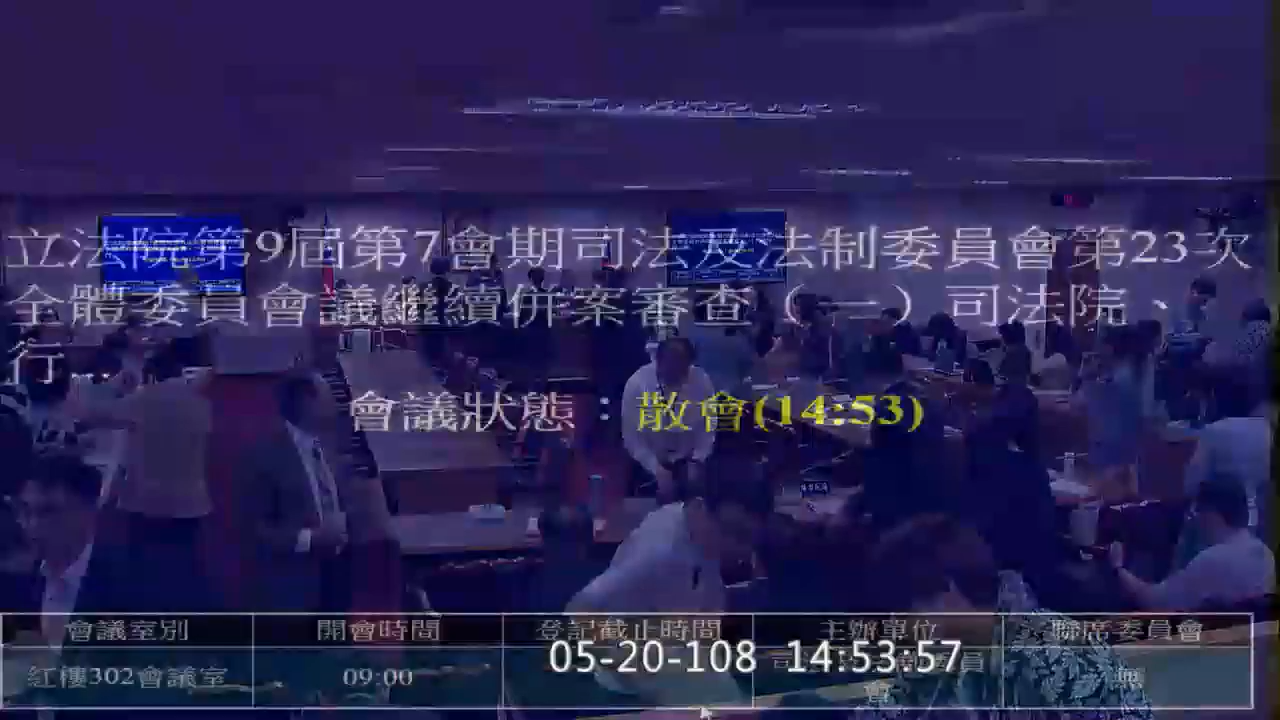 立法院第9屆第7會期司法及法制委員會第23次
全體委員會議繼續併案審查（一）司法院、
行...
會議狀態：散會(14:53)
會議室別 開會時間 登記截止時間 主辦單位 聯席委員會
紅樓302會議室 09:00 無
05-20-108 14:53:57